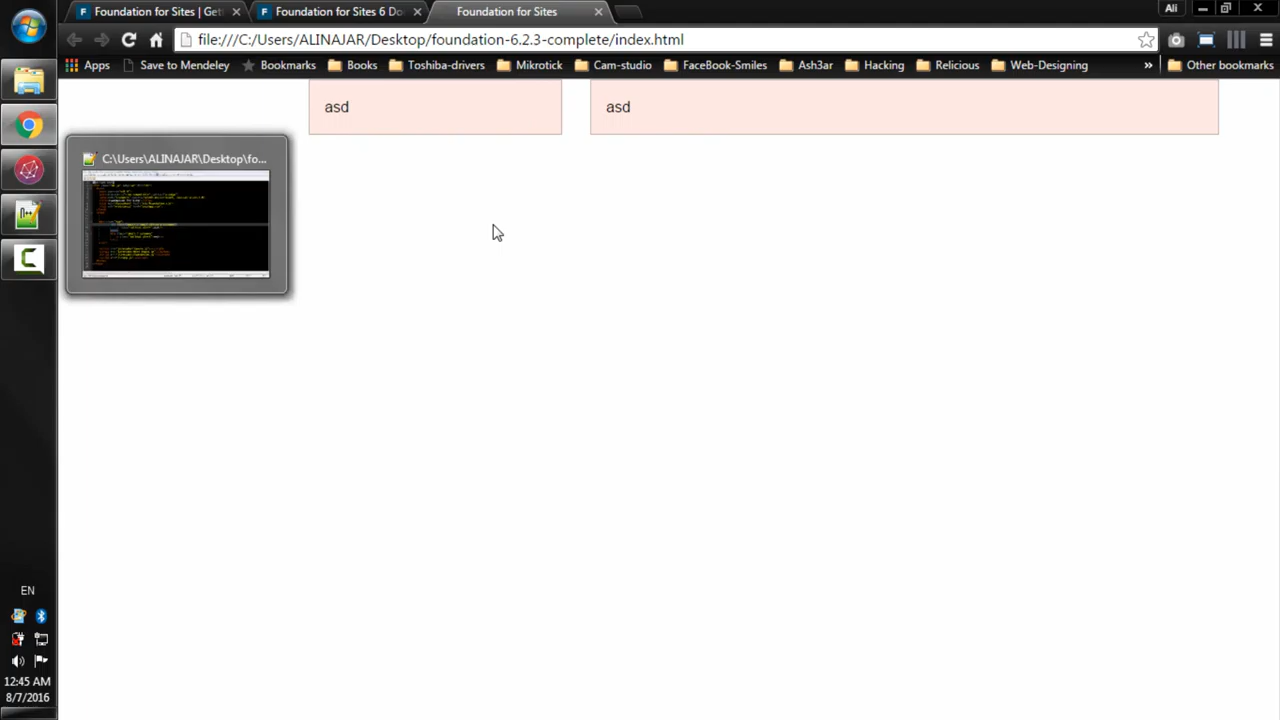 Foundation for Sites | Gett
Foundation for Sites 6 Do
Foundation for Sites
Ali
file:///C:/Users/ALINAJAR/Desktop/foundation-6.2.3-complete/index.html
Apps
Save to Mendeley
Bookmarks
Books
Toshiba-drivers
Mikrotick
Cam-studio
FaceBook-Smiles
Ash3ar
Hacking
Relicious
Web-Designing
»
Other bookmarks
asd
asd
C:\Users\ALINAJAR\Desktop\fo...
EN
12:45 AM
8/7/2016